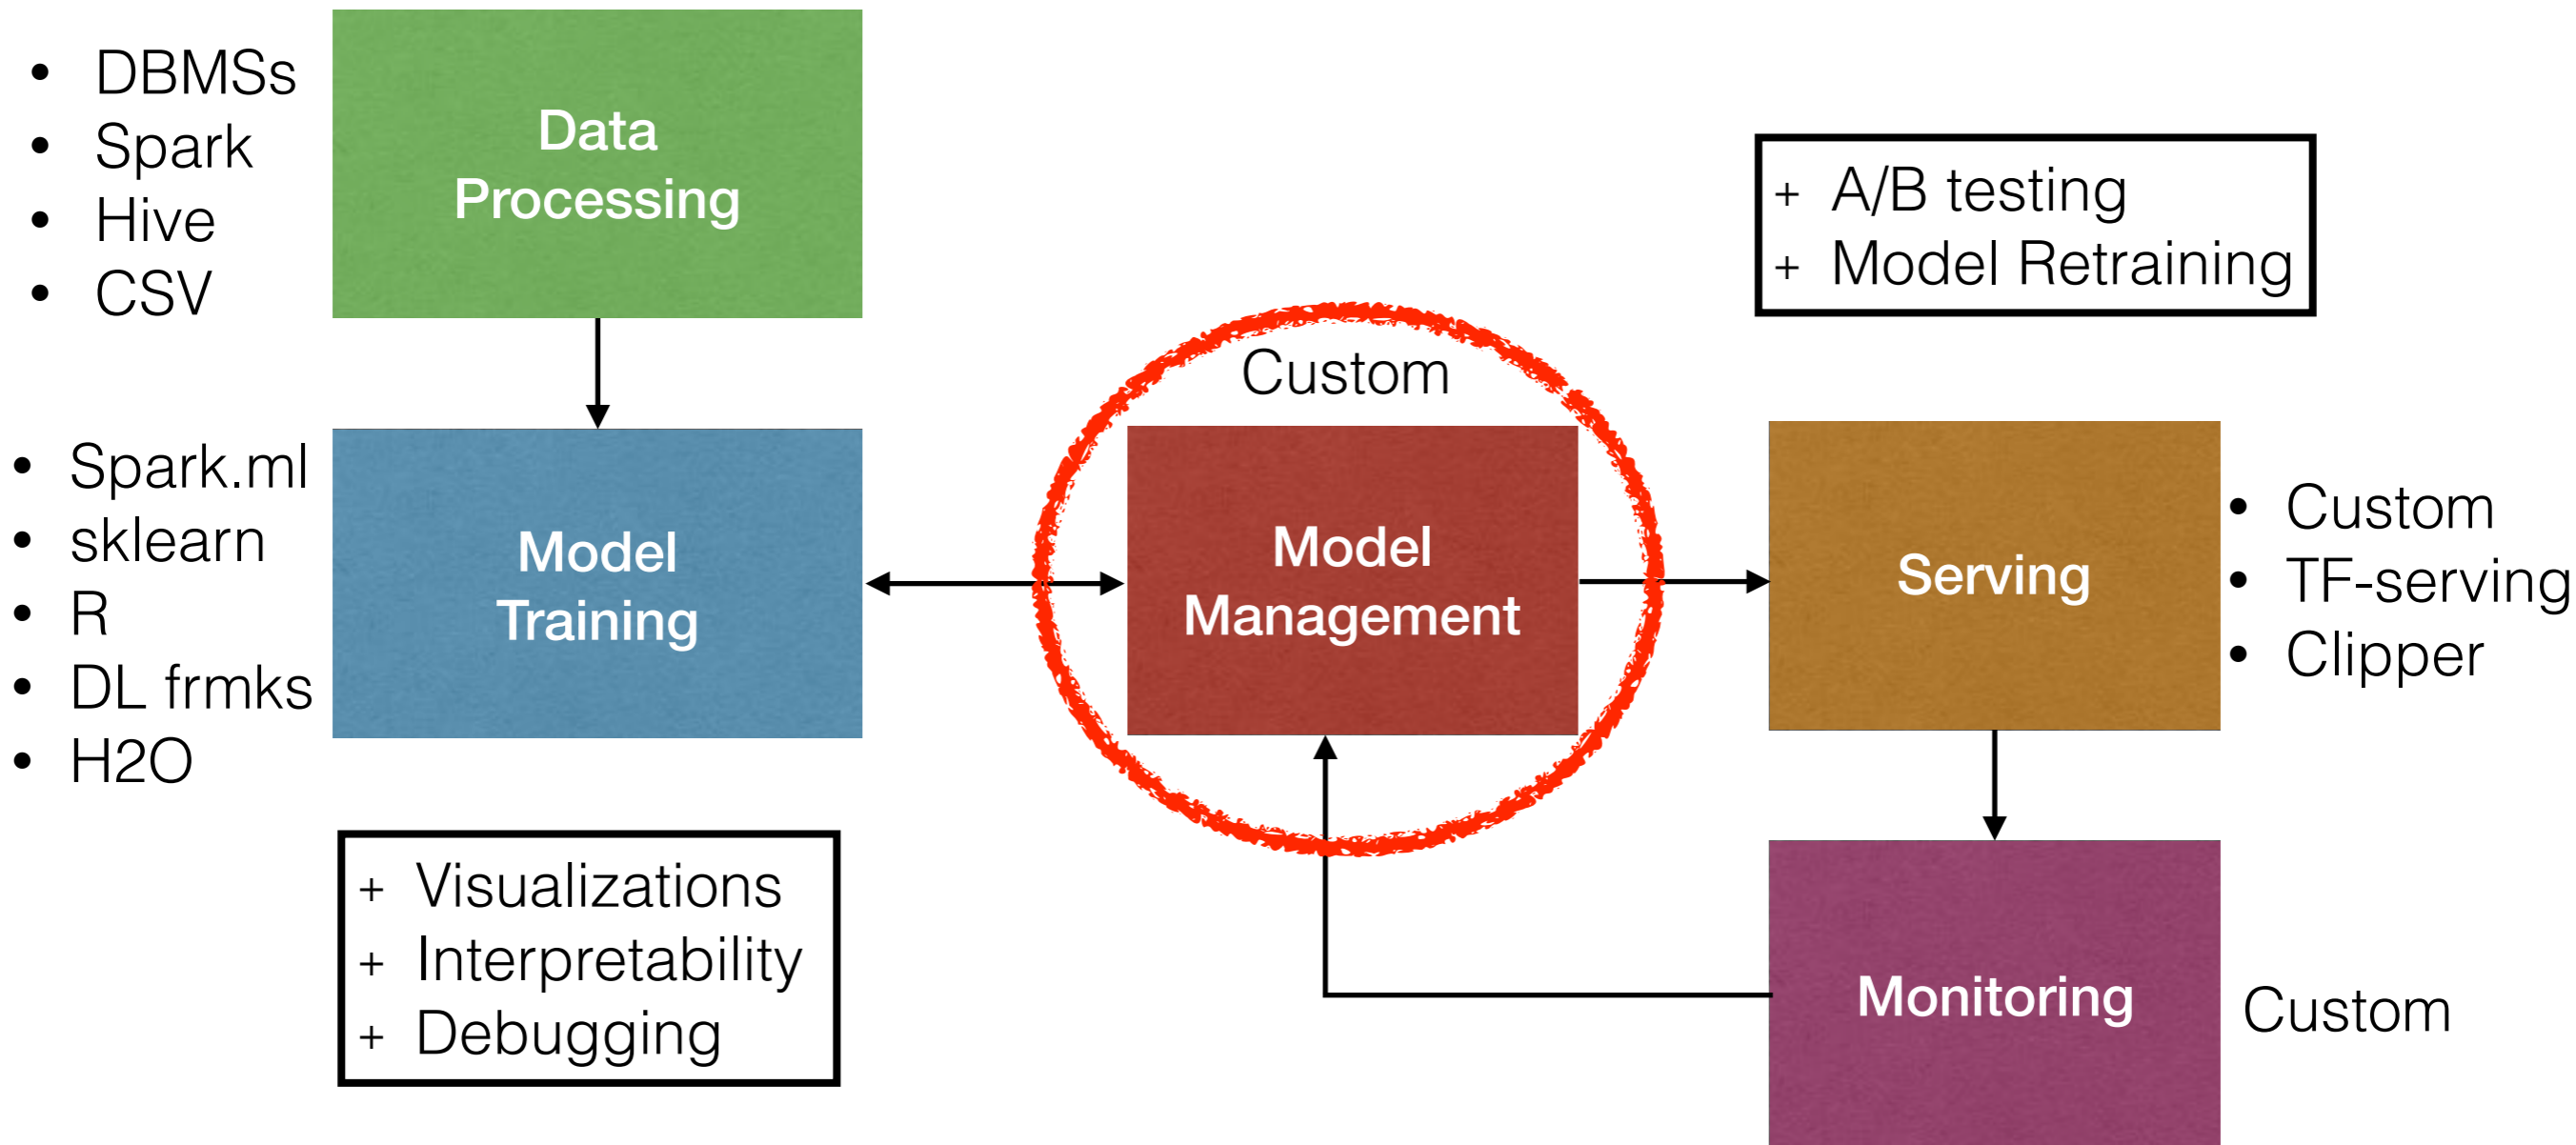 • DBMSs
• Spark
• Hive
• CSV
Data
Processing
+ A/B testing
+ Model Retraining
Custom
• Spark.ml
• sklearn
• R
• DL frmks
• H2O
Model
Training
Model
Management
Serving
• Custom
• TF-serving
• Clipper
+ Visualizations
+ Interpretability
+ Debugging
Monitoring
Custom